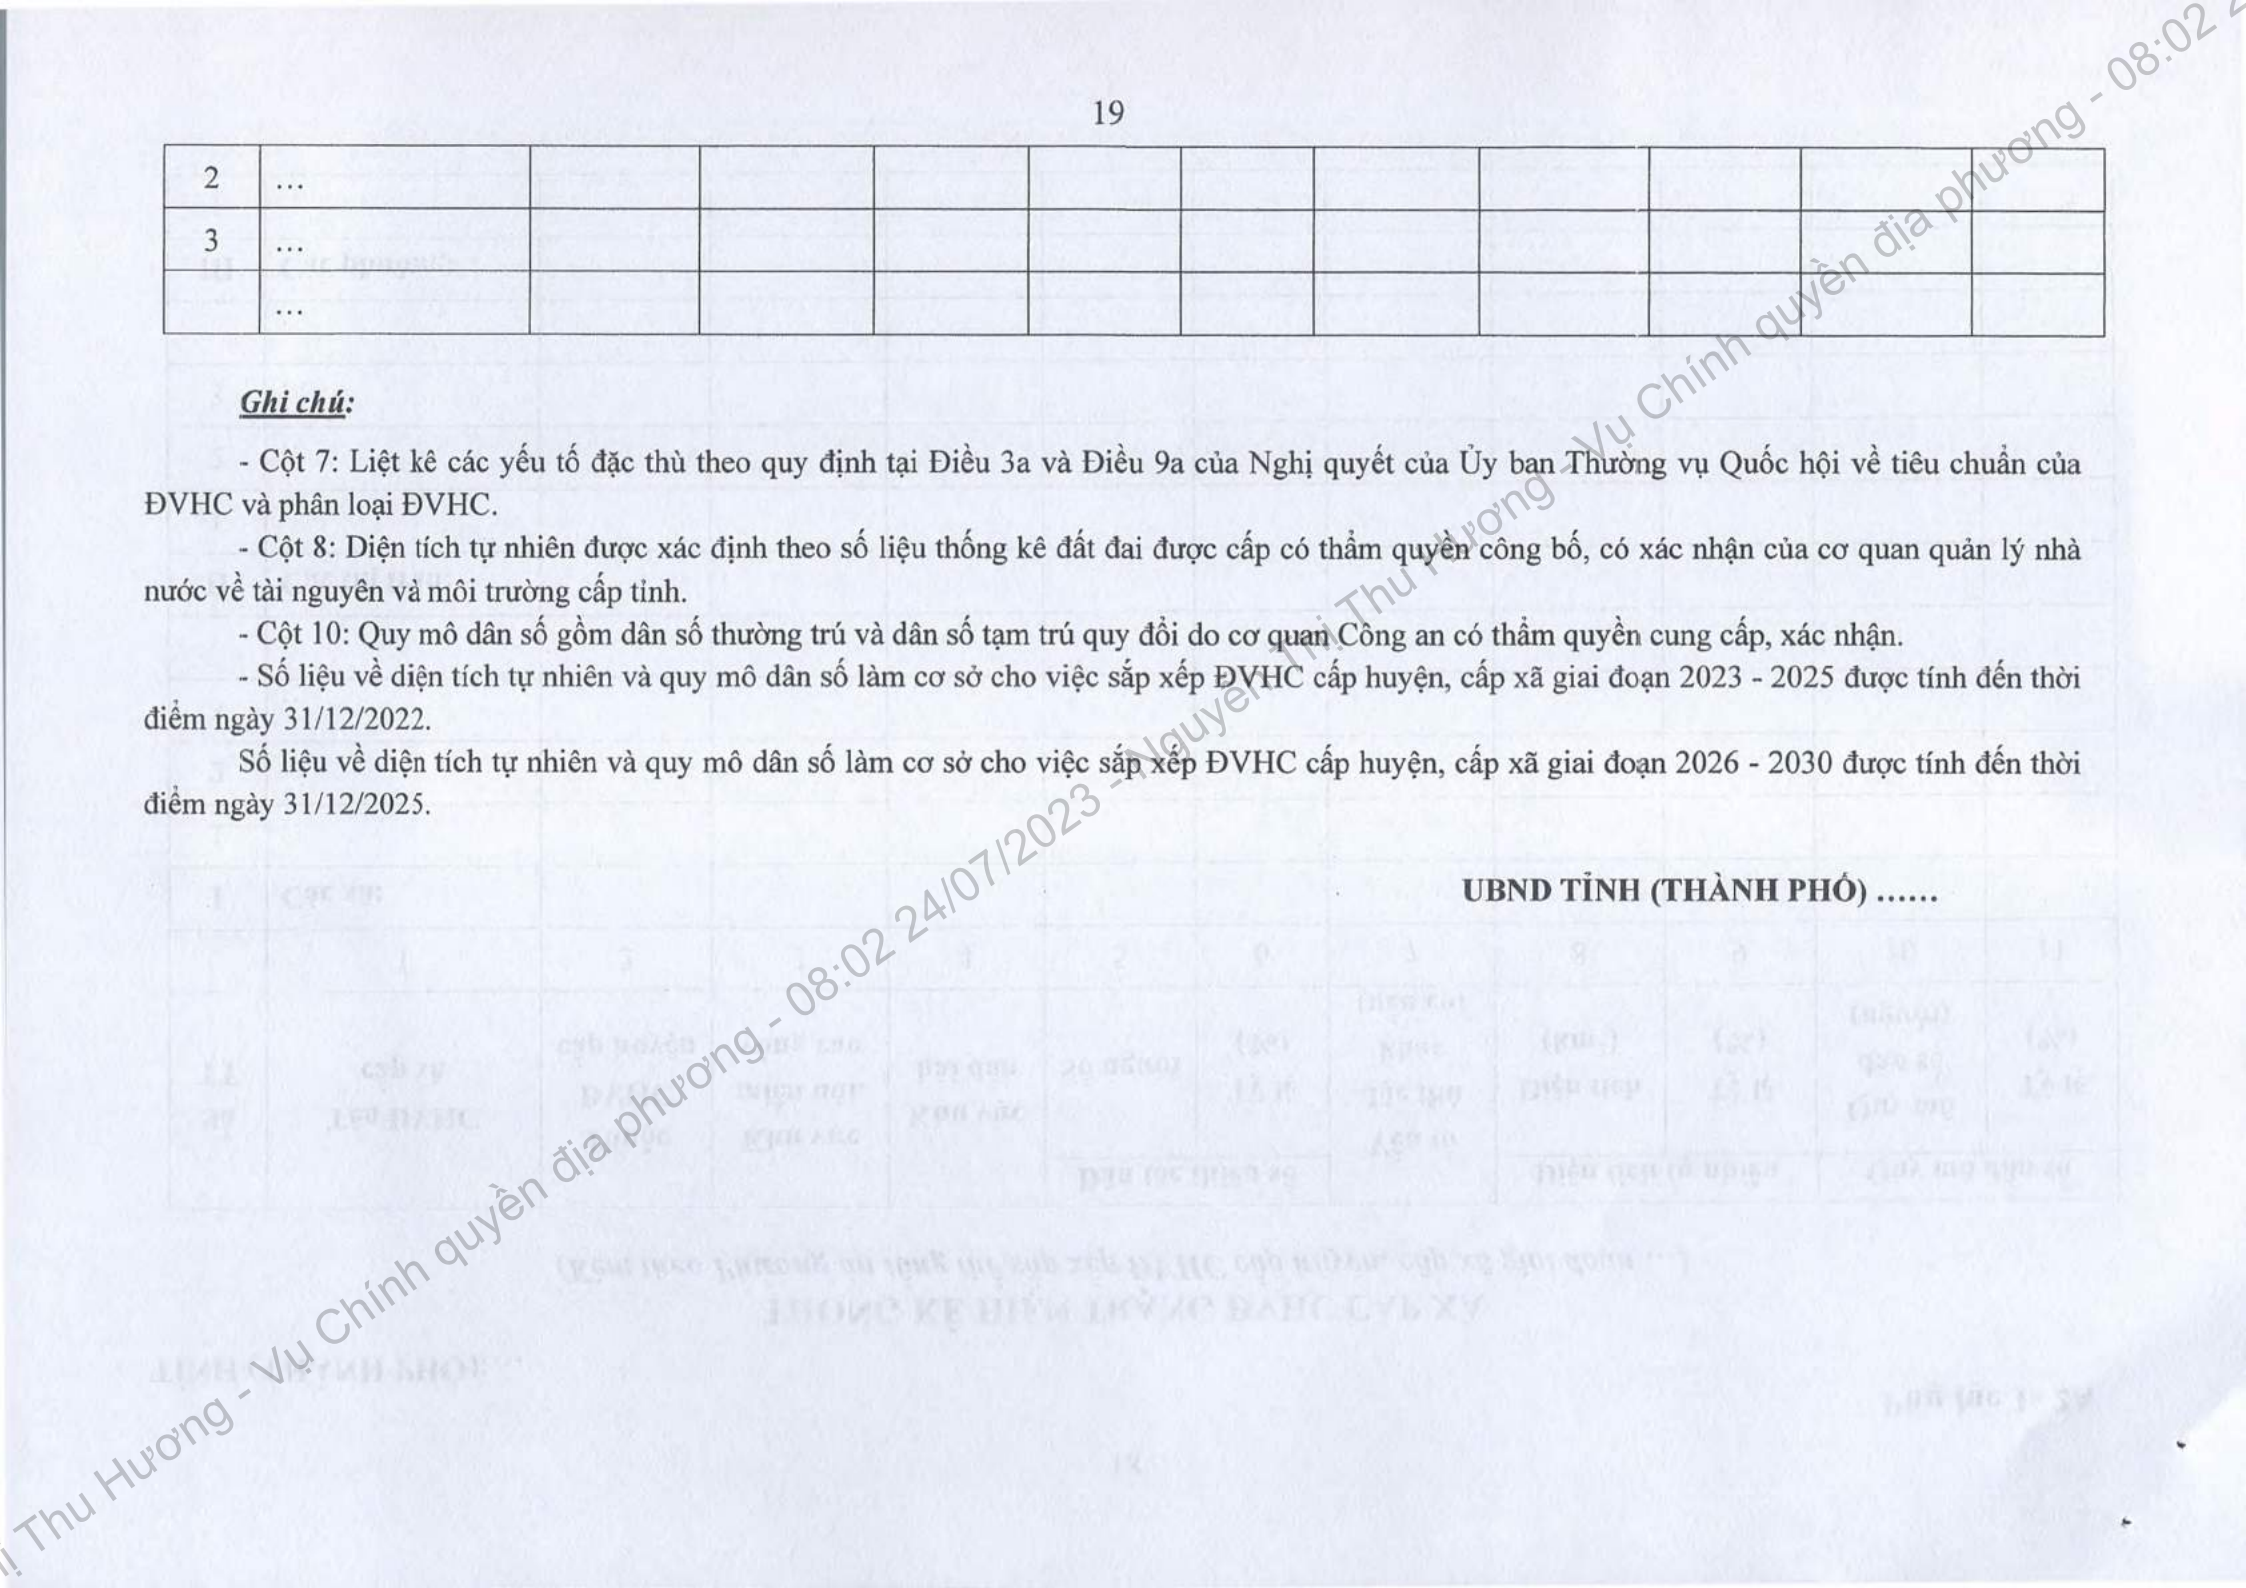 19
2 ...
3 ...
...
Ghi chú:
- Cột 7: Liệt kê các yếu tố đặc thù theo quy định tại Điều 3a và Điều 9a của Nghị quyết của Ủy ban Thường vụ Quốc hội về tiêu chuẩn của
ĐVHC và phân loại ĐVHC.
- Cột 8: Diện tích tự nhiên được xác định theo số liệu thống kê đất đai được cấp có thẩm quyền công bố, có xác nhận của cơ quan quản lý nhà
nước về tài nguyên và môi trường cấp tỉnh.
- Cột 10: Quy mô dân số gồm dân số thường trú và dân số tạm trú quy đổi do cơ quan Công an có thẩm quyền cung cấp, xác nhận.
- Số liệu về diện tích tự nhiên và quy mô dân số làm cơ sở cho việc sắp xếp ĐVHC cấp huyện, cấp xã giai đoạn 2023 - 2025 được tính đến thời
điểm ngày 31/12/2022.
Số liệu về diện tích tự nhiên và quy mô dân số làm cơ sở cho việc sắp xếp ĐVHC cấp huyện, cấp xã giai đoạn 2026 - 2030 được tính đến thời
điểm ngày 31/12/2025.
UBND TỈNH (THÀNH PHỐ) ......
Thu Hương - Vụ Chính quyền địa phương - 08:02 24/07/2023 - Nguyễn Thị Thu Hương - Vụ Chính quyền địa phương - 08:02